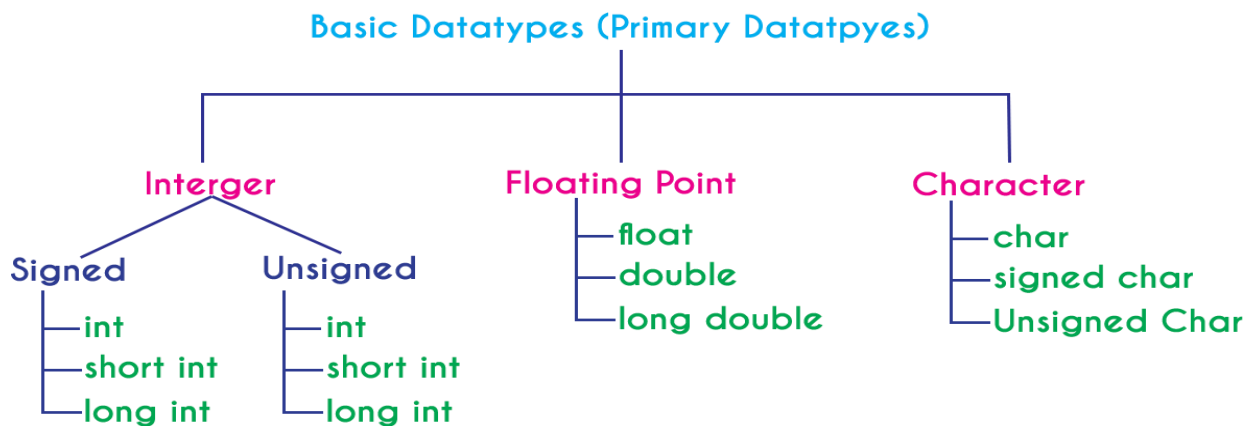 Basic Datatypes (Primary Datatpyes)
Interger
Signed
int
short int
long int
Unsigned
int
short int
long int
Floating Point
float
double
long double
Character
char
signed char
Unsigned Char